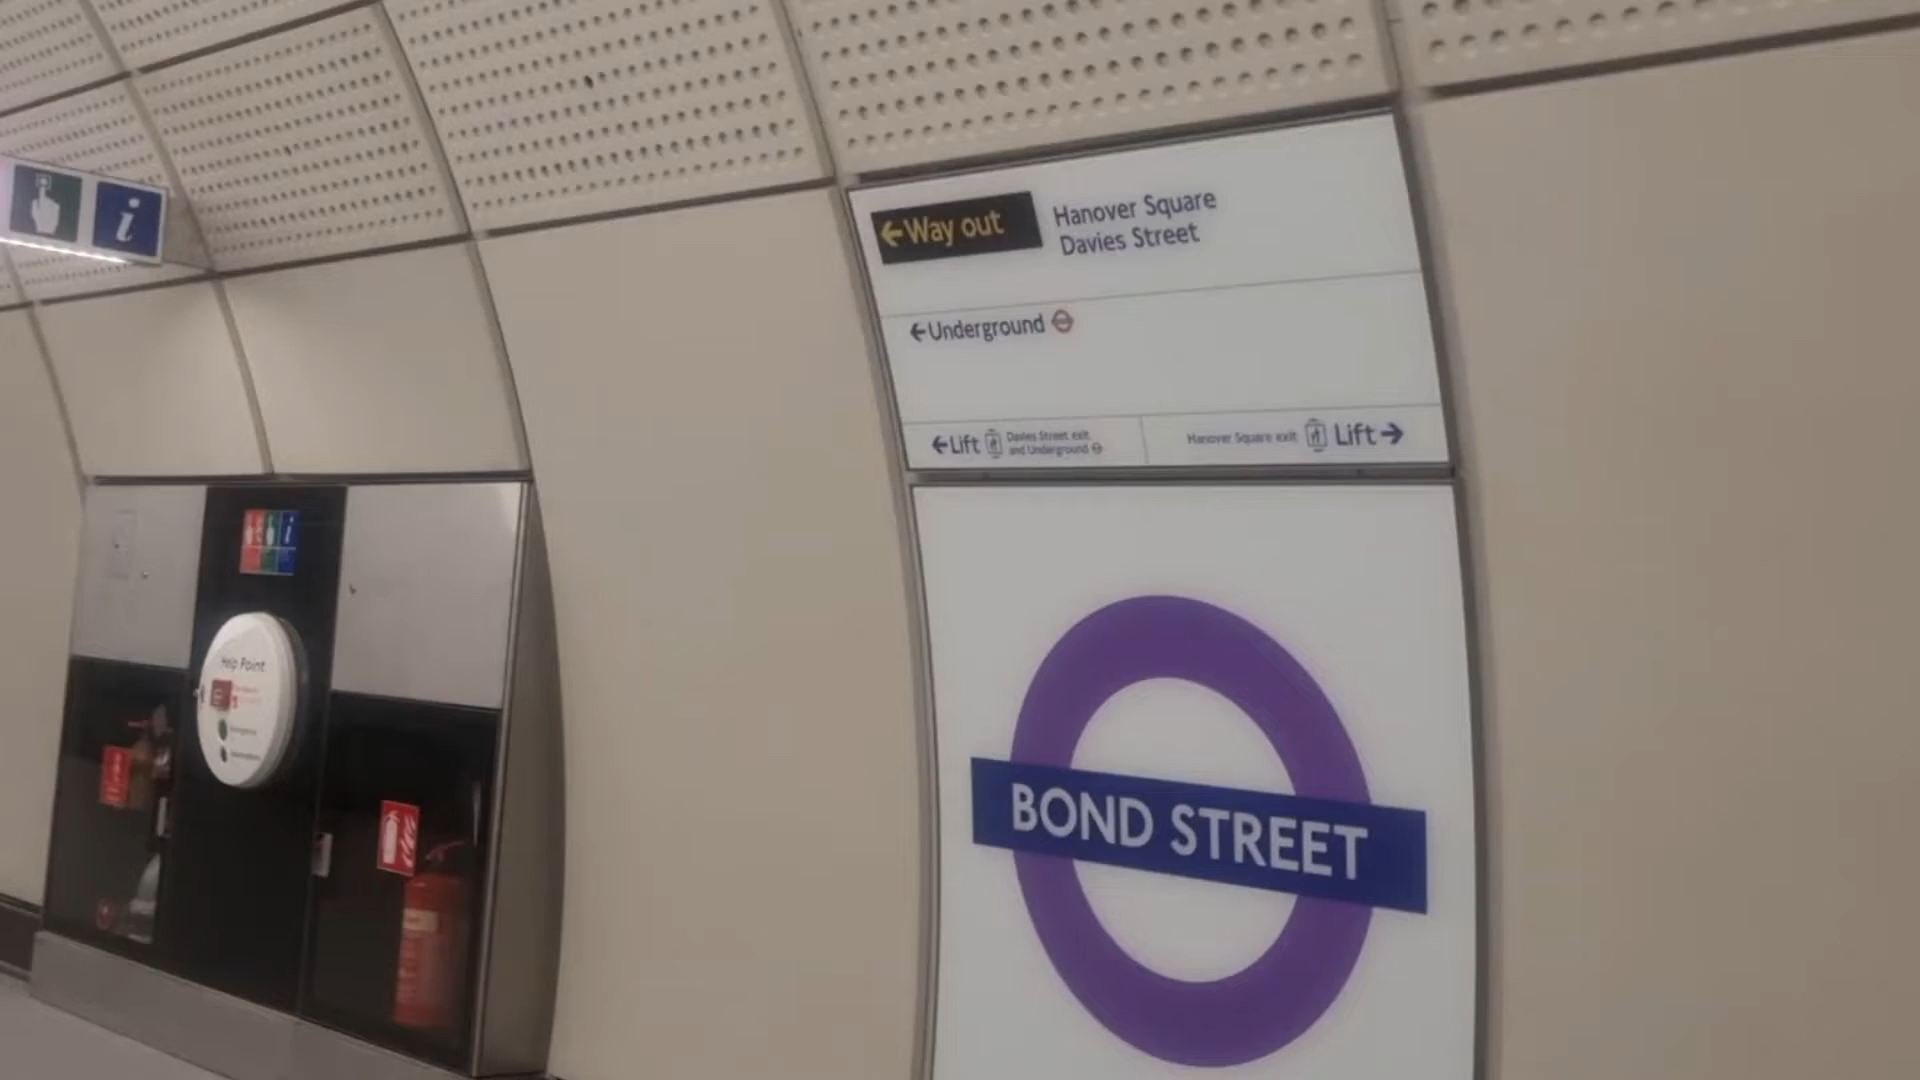 ←Way out
Hanover Square
Davies Street
←Underground
←Lift
Davies Street exit
and Underground
Hanover Square exit
Lift→
BOND STREET
Help Point